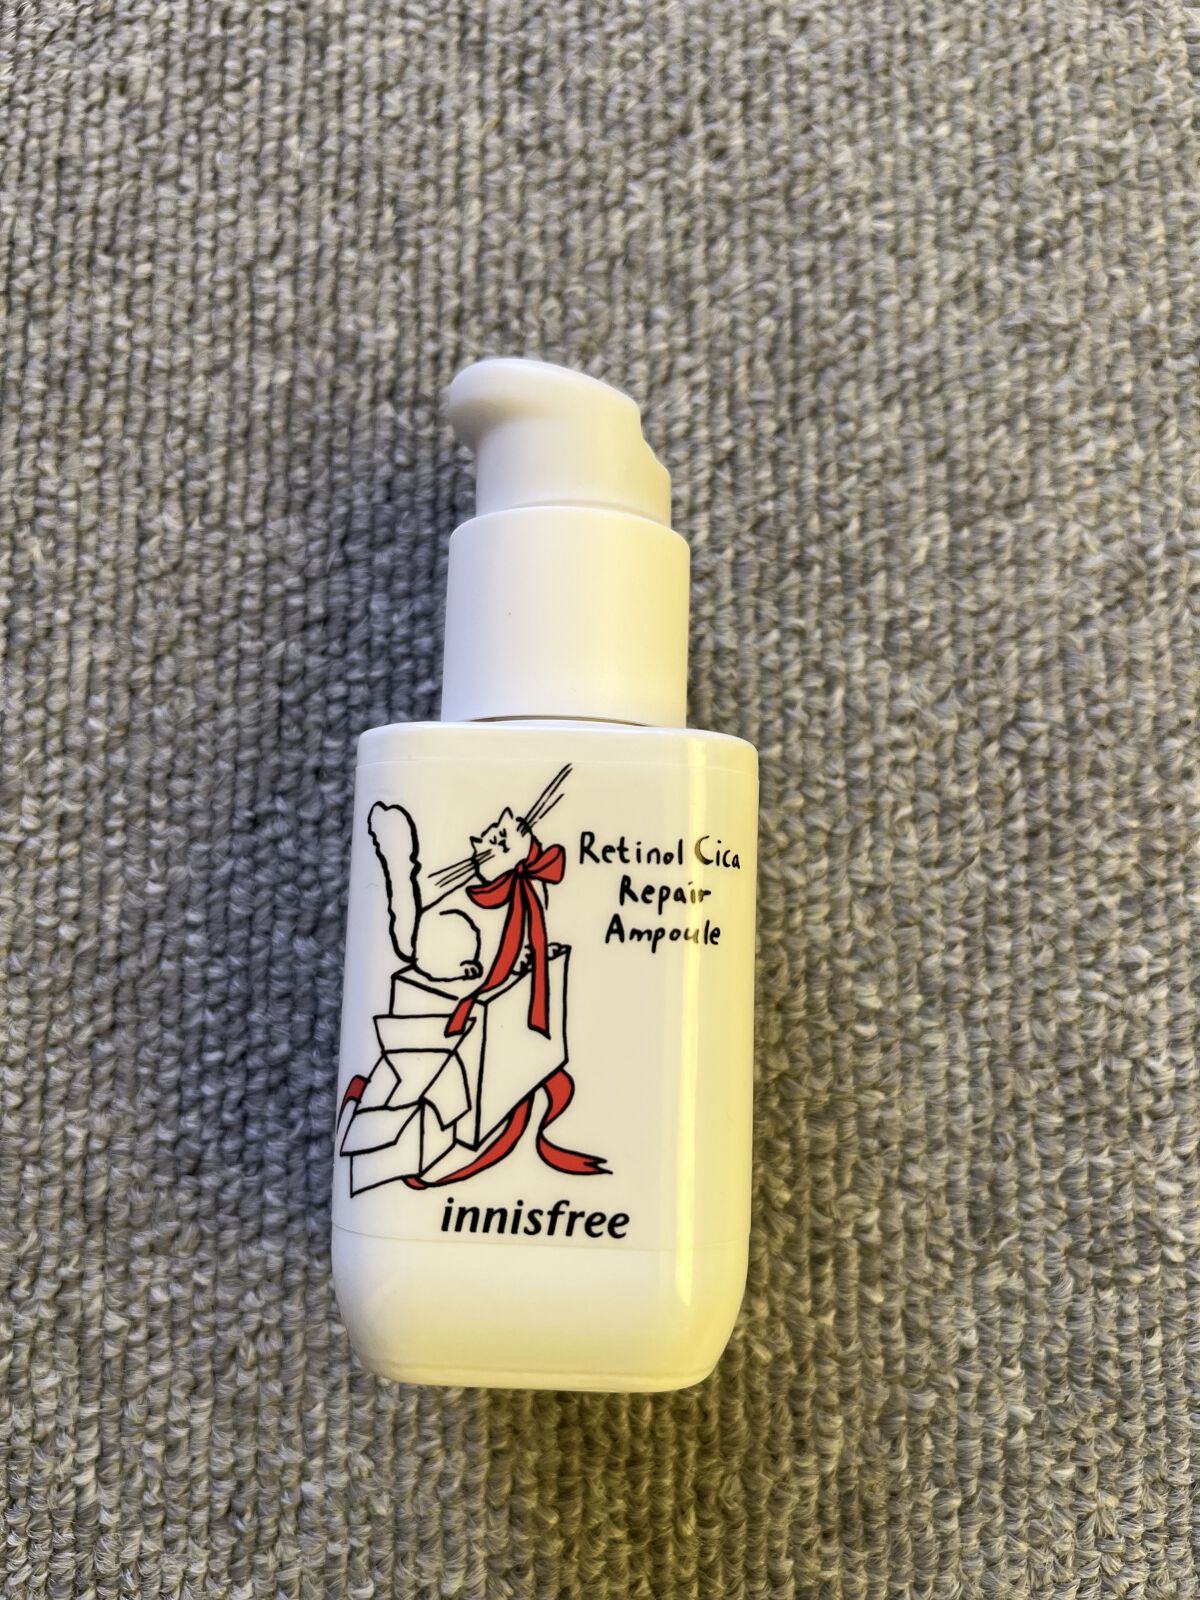 Retinol Cica
Repair
Ampoule
innisfree